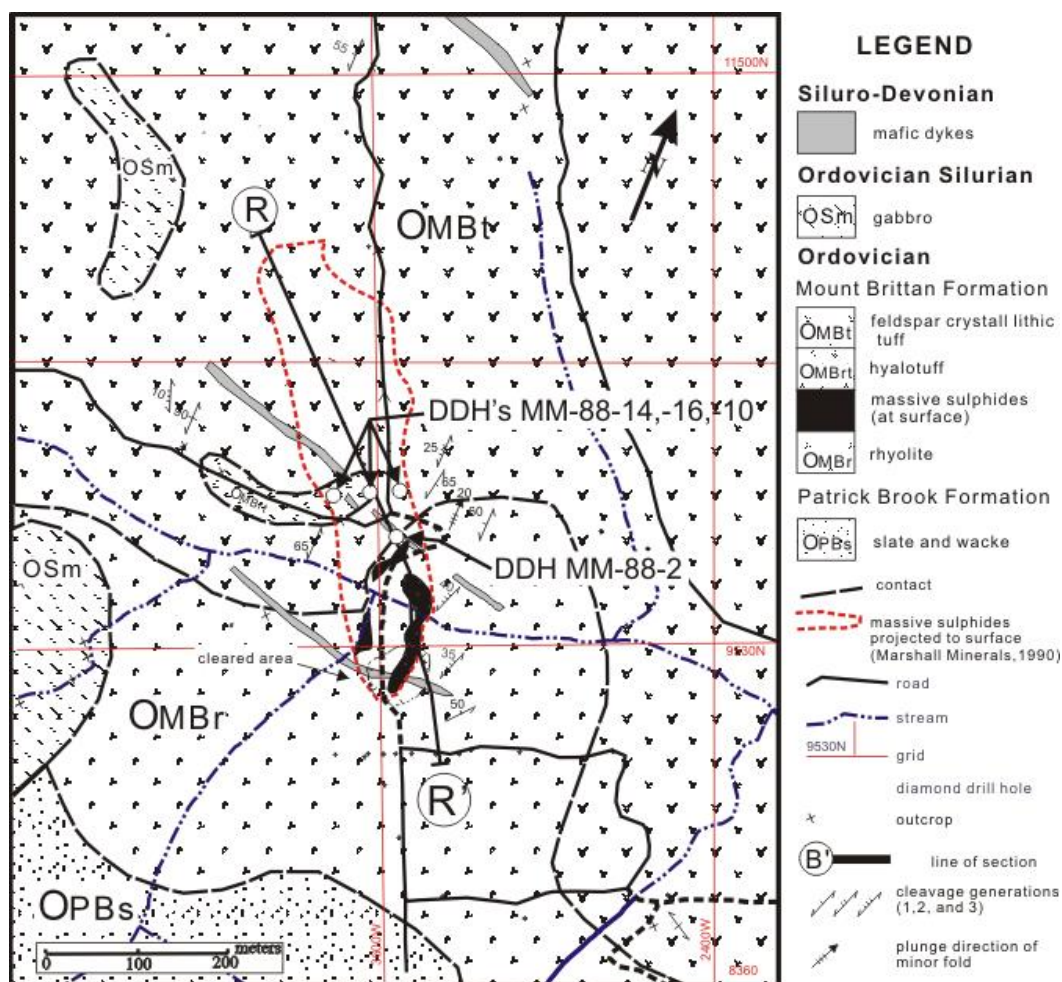 11500N
55
OSm
R
N
OMBt
10
80
DDH's MM-88-14,-16,-10
25
65
20
60
OMBrt
65
DDH MM-88-2
OSm
9530N
cleared area
35
50
OMBr
R'
OPBs
meters
0 100 200
2400W
8360
LEGEND
Siluro-Devonian
mafic dykes
Ordovician Silurian
OSm gabbro
Ordovician
Mount Brittan Formation
OMBt feldspar crystall lithic
tuff
OMBrt hyalotuff
massive sulphides
(at surface)
OMBr rhyolite
Patrick Brook Formation
OPBs slate and wacke
contact
massive sulphides
projected to surface
(Marshall Minerals,1990)
road
stream
9530N
grid
diamond drill hole
outcrop
B' line of section
cleavage generations
(1,2, and 3)
plunge direction of
minor fold